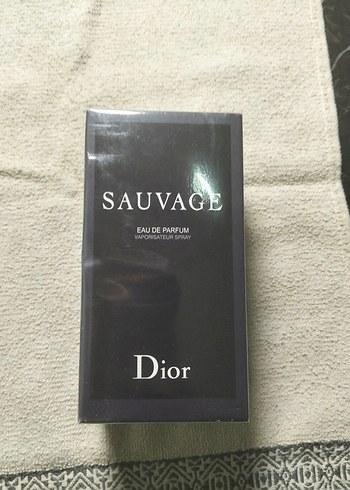 SAUVAGE
EAU DE PARFUM
VAPORISATEUR SPRAY
Dior